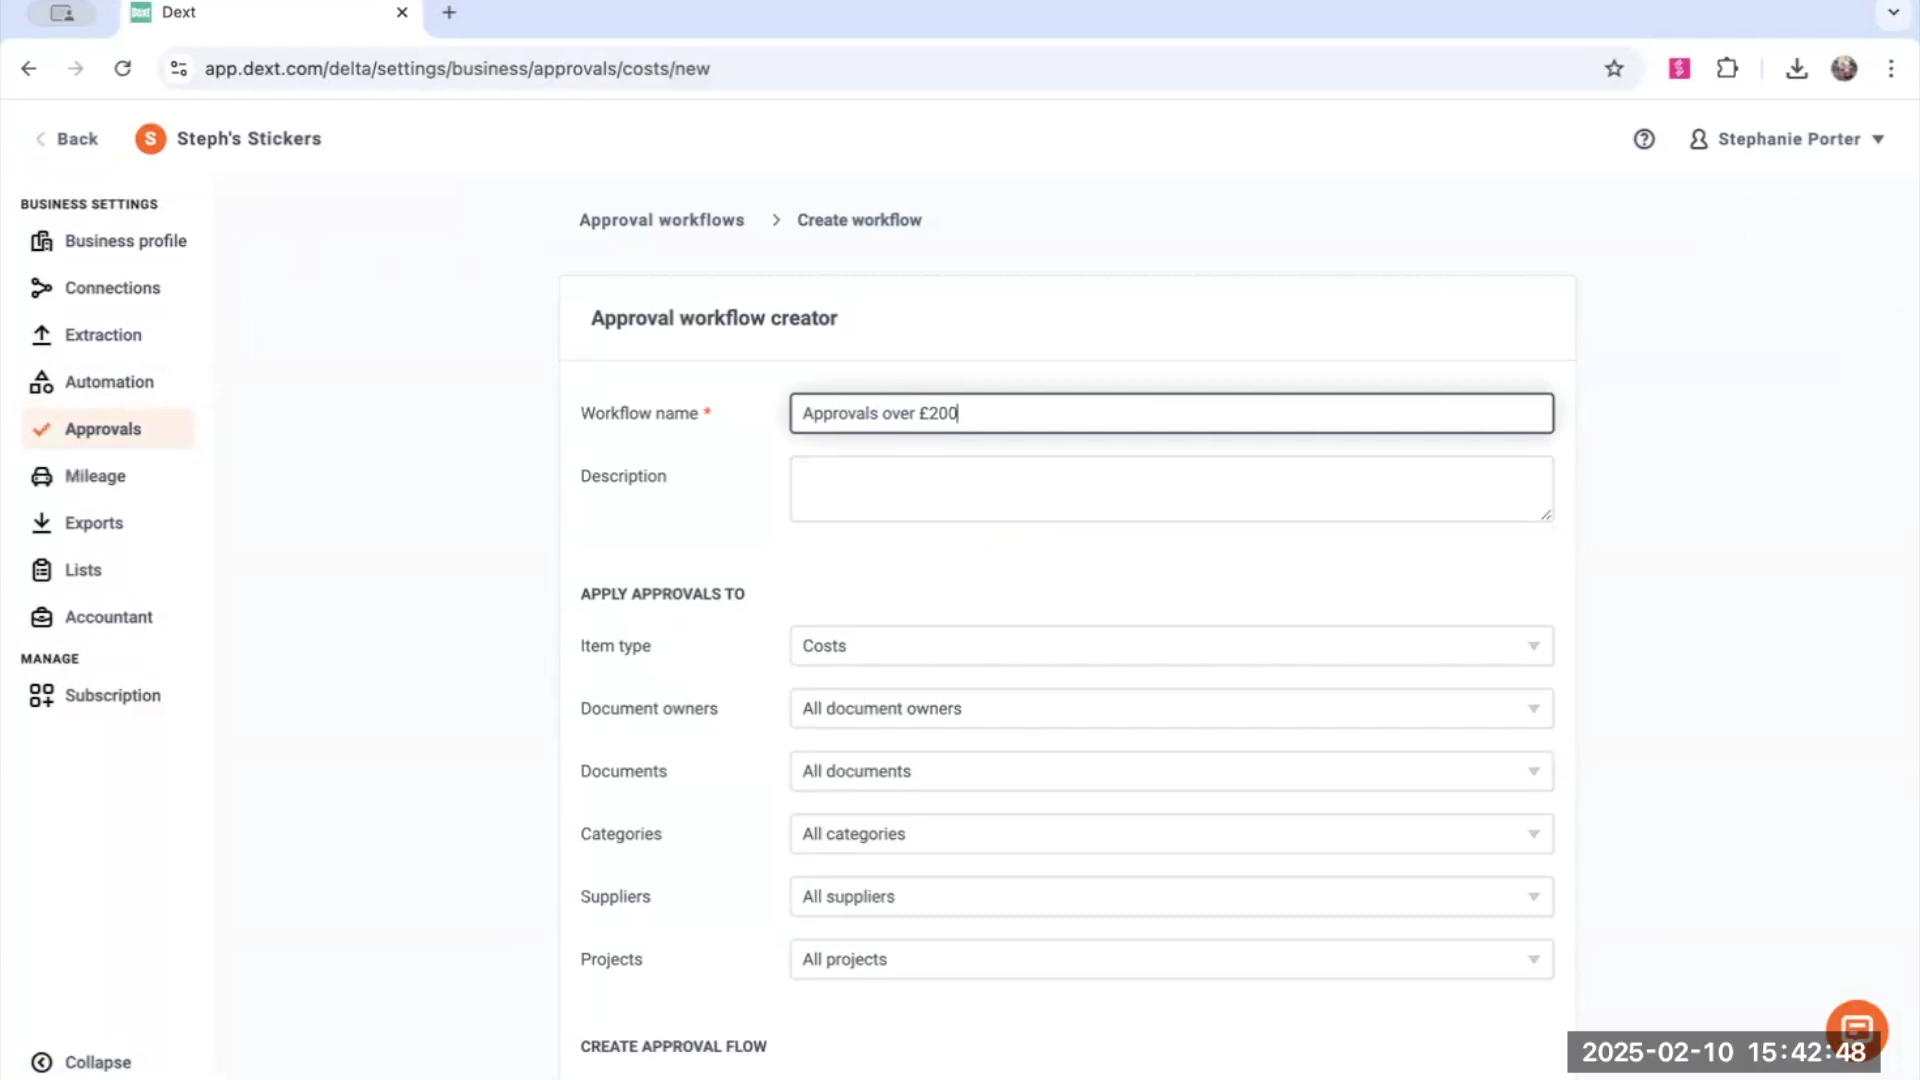 Dext
app.dext.com/delta/settings/business/approvals/costs/new
Back
S
Steph's Stickers
Stephanie Porter
BUSINESS SETTINGS
Business profile
Connections
Extraction
Automation
Approvals
Mileage
Exports
Lists
Accountant
MANAGE
Subscription
Collapse
Approval workflows > Create workflow
Approval workflow creator
Workflow name *
Approvals over £200
Description
APPLY APPROVALS TO
Item type
Costs
Document owners
All document owners
Documents
All documents
Categories
All categories
Suppliers
All suppliers
Projects
All projects
CREATE APPROVAL FLOW
2025-02-10 15:42:48